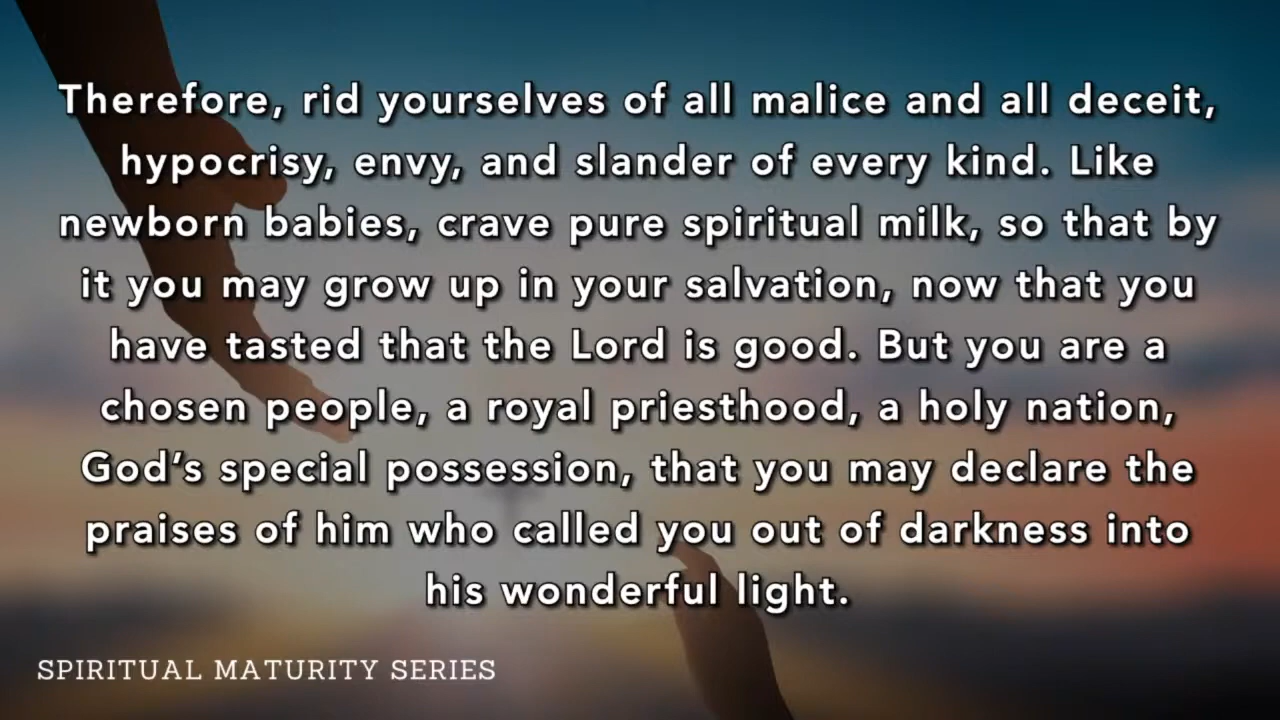 Therefore, rid yourselves of all malice and all deceit,
hypocrisy, envy, and slander of every kind. Like
newborn babies, crave pure spiritual milk, so that by
it you may grow up in your salvation, now that you
have tasted that the Lord is good. But you are a
chosen people, a royal priesthood, a holy nation,
God’s special possession, that you may declare the
praises of him who called you out of darkness into
his wonderful light.
SPIRITUAL MATURITY SERIES